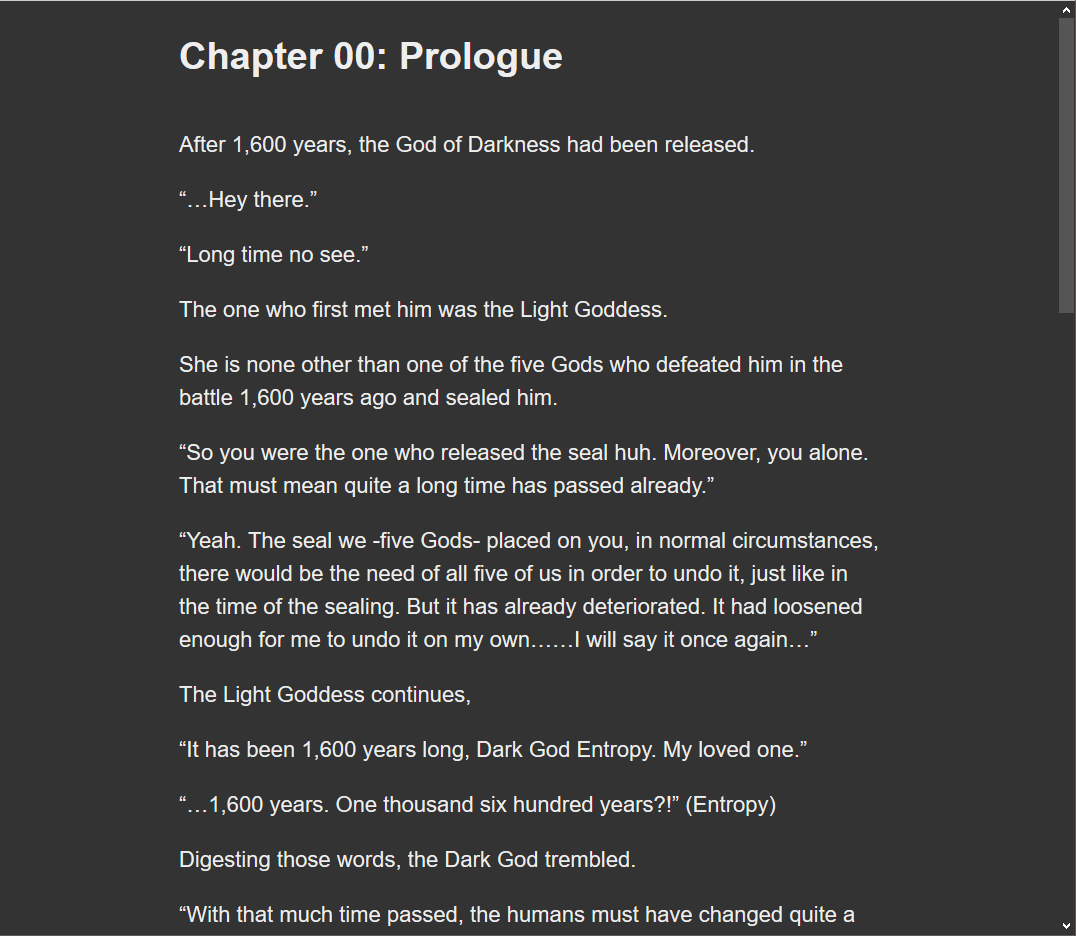 Chapter 00: Prologue
After 1,600 years, the God of Darkness had been released.
“…Hey there.”
“Long time no see.”
The one who first met him was the Light Goddess.
She is none other than one of the five Gods who defeated him in the
battle 1,600 years ago and sealed him.
“So you were the one who released the seal huh. Moreover, you alone.
That must mean quite a long time has passed already.”
“Yeah. The seal we -five Gods- placed on you, in normal circumstances,
there would be the need of all five of us in order to undo it, just like in
the time of the sealing. But it has already deteriorated. It had loosened
enough for me to undo it on my own……I will say it once again…”
The Light Goddess continues,
“It has been 1,600 years long, Dark God Entropy. My loved one.”
“…1,600 years. One thousand six hundred years?!” (Entropy)
Digesting those words, the Dark God trembled.
“With that much time passed, the humans must have changed quite a